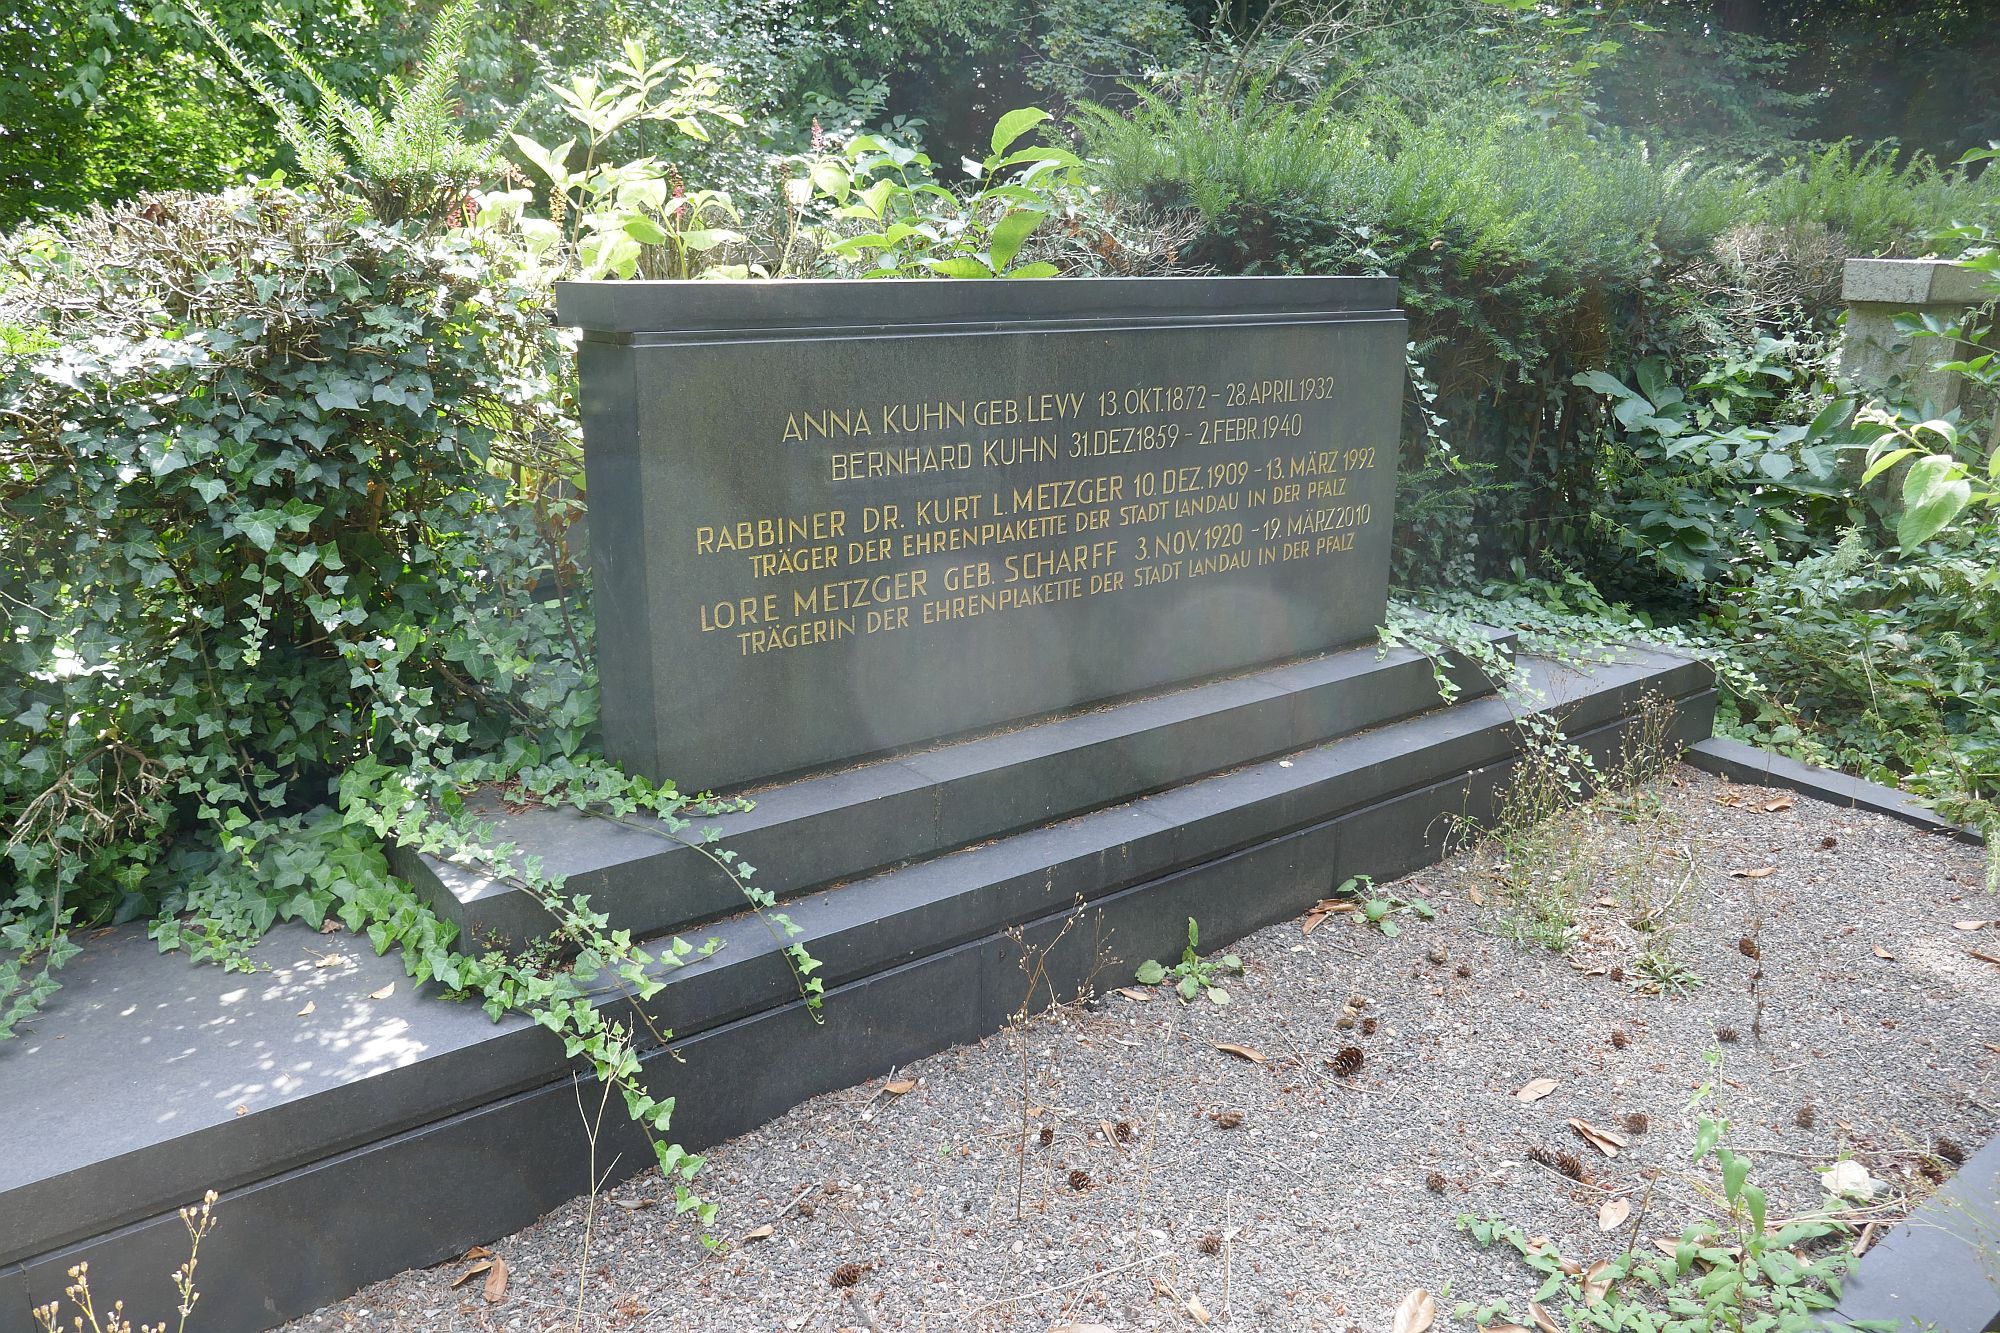 ANNA KUHN GEB. LEVY 13.OKT.1872 - 28.APRIL.1932
BERNHARD KUHN 31.DEZ.1859 - 2.FEBR.1940
RABBINER DR. KURT L. METZGER 10. DEZ. 1909 - 13. MÄRZ 1992
TRÄGER DER EHRENPLAKETTE DER STADT LANDAU IN DER PFALZ
LORE METZGER GEB. SCHARFF 3. NOV. 1920 - 19. MÄRZ 2010
TRÄGERIN DER EHRENPLAKETTE DER STADT LANDAU IN DER PFALZ